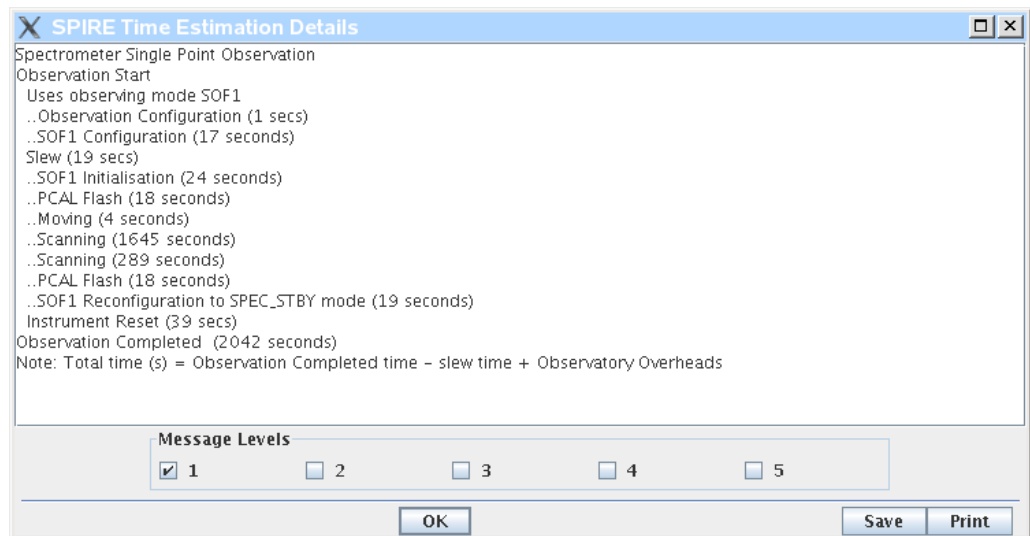 SPIRE Time Estimation Details
Spectrometer Single Point Observation
Observation Start
Uses observing mode SOF1
..Observation Configuration (1 secs)
..SOF1 Configuration (17 seconds)
Slew (19 secs)
..SOF1 Initialisation (24 seconds)
..PCAL Flash (18 seconds)
..Moving (4 seconds)
..Scanning (1645 seconds)
..Scanning (289 seconds)
..PCAL Flash (18 seconds)
..SOF1 Reconfiguration to SPEC_STBY mode (19 seconds)
Instrument Reset (39 secs)
Observation Completed  (2042 seconds)
Note: Total time (s) = Observation Completed time – slew time + Observatory Overheads
Message Levels
1 2 3 4 5
OK Save Print